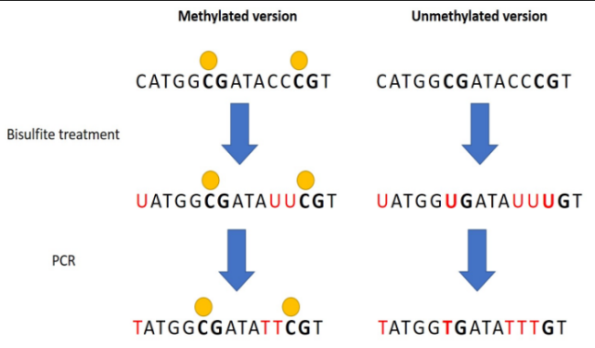 Methylated version Unmethylated version
CATGGCGATACCCGT CATGGCGATACCCGT
Bisulfite treatment
UATGGCGATAUUCGT UATGGUGATAUUUGT
PCR
TATGGCGATATTCGT TATGGTGATATTTGT